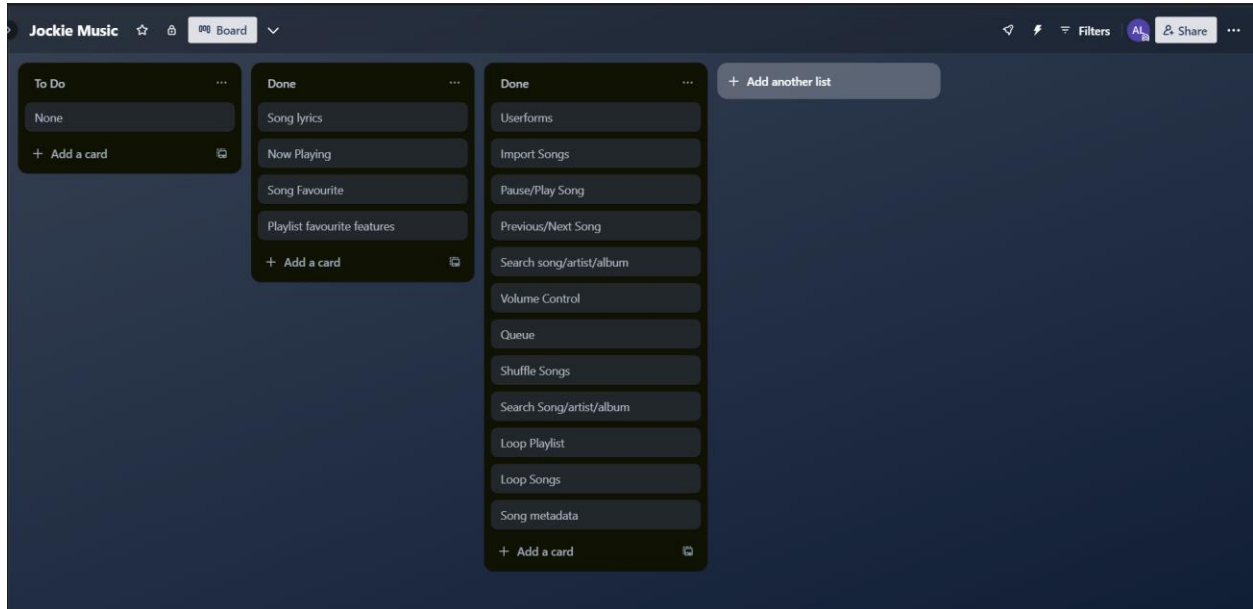 Jockie Music
Board
Filters
AL
Share
To Do
None
+ Add a card
Done
Song lyrics
Now Playing
Song Favourite
Playlist favourite features
+ Add a card
Done
Userforms
Import Songs
Pause/Play Song
Previous/Next Song
Search song/artist/album
Volume Control
Queue
Shuffle Songs
Search Song/artist/album
Loop Playlist
Loop Songs
Song metadata
+ Add a card
+ Add another list